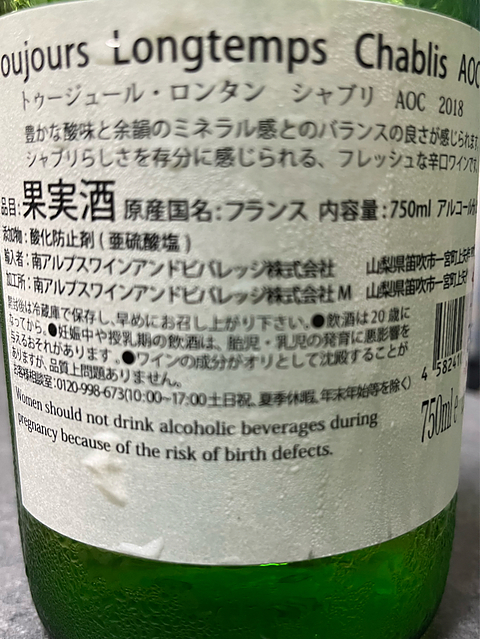 oujours Longtemps Chablis AOC
トゥージュール・ロンタン シャブリ AOC 2018
豊かな酸味と余韻のミネラル感とのバランスの良さが感じられます
シャブリらしさを存分に感じられる、フレッシュな辛口ワインです
品目:果実酒 原産国名:フランス 内容量:750ml アルコール
添加物:酸化防止剤(亜硫酸塩)
輸入者:南アルプスワインアンドビバレッジ株式会社 山梨県笛吹市一宮町上矢
加工所:南アルプスワインアンドビバレッジ株式会社M 山梨県笛吹市一宮町上矢
開封後は冷蔵庫で保存し、早めにお召し上がり下さい。●飲酒は20歳に
なってから。●妊娠中や授乳期の飲酒は、胎児・乳児の発育に悪影響を
与えるおそれがあります。●ワインの成分がオリとして沈殿することが
ありますが、品質上問題ありません。
お客様相談室:0120-998-673(10:00~17:00 土日祝、夏季休暇、年末年始等を除く)
4 582410
750ml e
Women should not drink alcoholic beverages during
pregnancy because of the risk of birth defects.